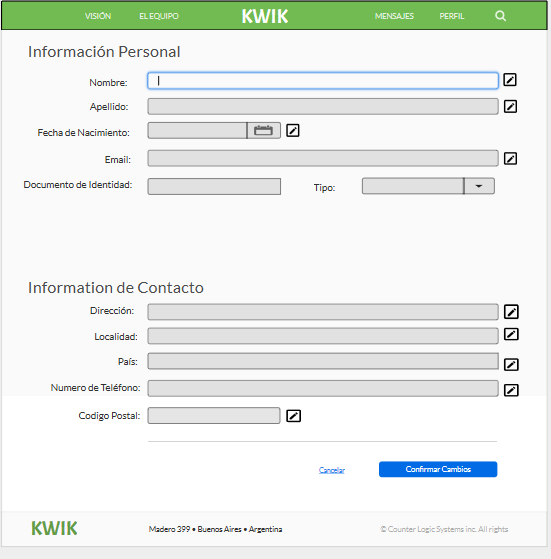 VISIÓN EL EQUIPO KWIK MENSAJES PERFIL
Información Personal
Nombre:
Apellido:
Fecha de Nacimiento:
Email:
Documento de Identidad: Tipo:
Information de Contacto
Dirección:
Localidad:
País:
Numero de Teléfono:
Codigo Postal:
Cancelar Confirmar Cambios
KWIK Madero 399 • Buenos Aires • Argentina © Counter Logic Systems inc. All rights